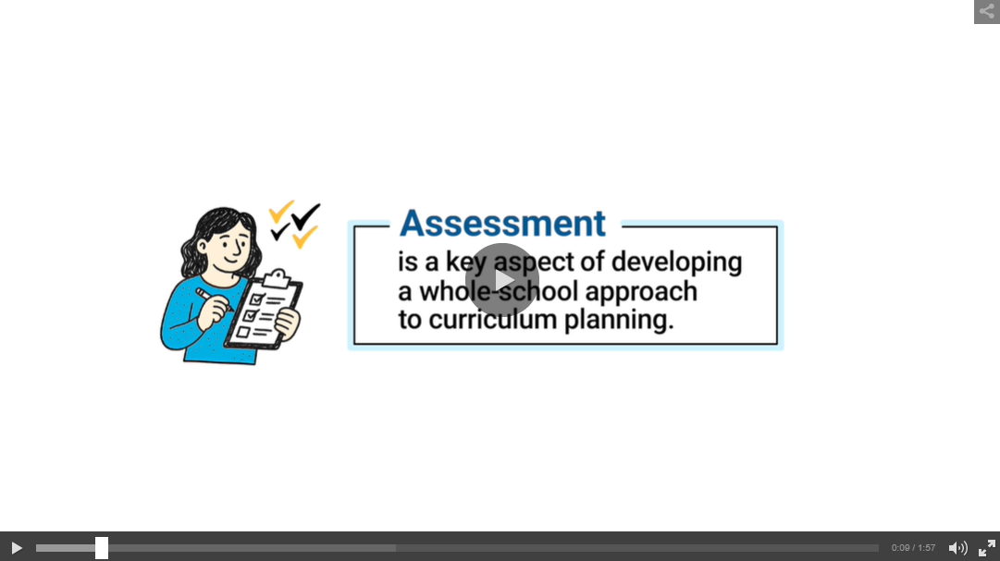 Assessment
is a key aspect of developing
a whole-school approach
to curriculum planning.
0:09 / 1:57